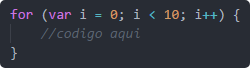 for (var i = 0; i < 10; i++) {
    //codigo aqui
}